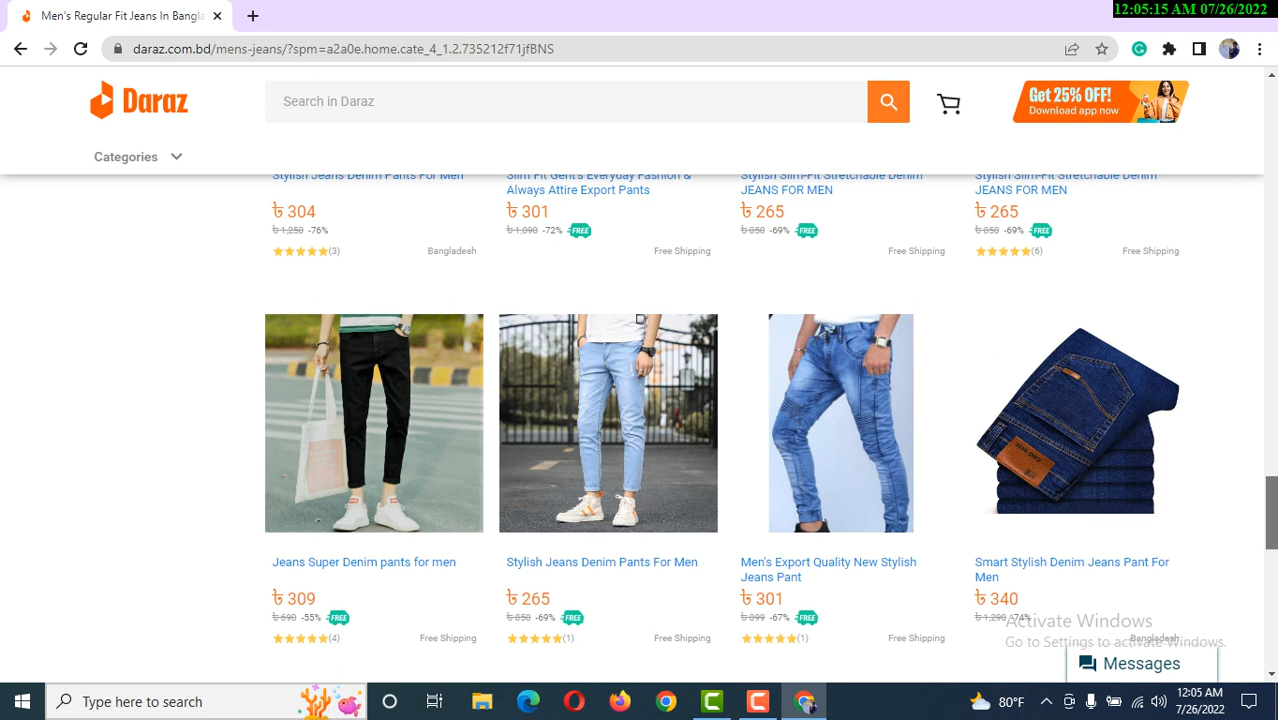 12:05:15 AM 07/26/2022
Men's Regular Fit Jeans In Bangla
daraz.com.bd/mens-jeans/?spm=a2a0e.home.cate_4_1.2.735212f71jfBNS
Daraz
Search in Daraz
Get 25% OFF!
Download app now
Categories
Stylish Jeans Denim Pants For Men
Slim Fit Gent's Everyday Fashion &
Always Attire Export Pants
Stylish Slim-Fit Stretchable Denim
JEANS FOR MEN
Stylish Slim-Fit Stretchable Denim
JEANS FOR MEN
৳ 304
৳ 301
৳ 265
৳ 265
৳ 1,250 -76%
৳ 1,090 -72% FREE
৳ 850 -69% FREE
৳ 850 -69% FREE
(3) Bangladesh
Free Shipping
Free Shipping
(6) Free Shipping
Jeans Super Denim pants for men
Stylish Jeans Denim Pants For Men
Men's Export Quality New Stylish
Jeans Pant
Smart Stylish Denim Jeans Pant For
Men
৳ 309
৳ 265
৳ 301
৳ 340
৳ 690 -55% FREE
৳ 850 -69% FREE
৳ 899 -67% FREE
৳ 1,290 -74%
(4) Free Shipping
(1) Free Shipping
(1) Free Shipping
Bangladesh
Activate Windows
Go to Settings to activate Windows.
Messages
Type here to search
80°F
12:05 AM
7/26/2022